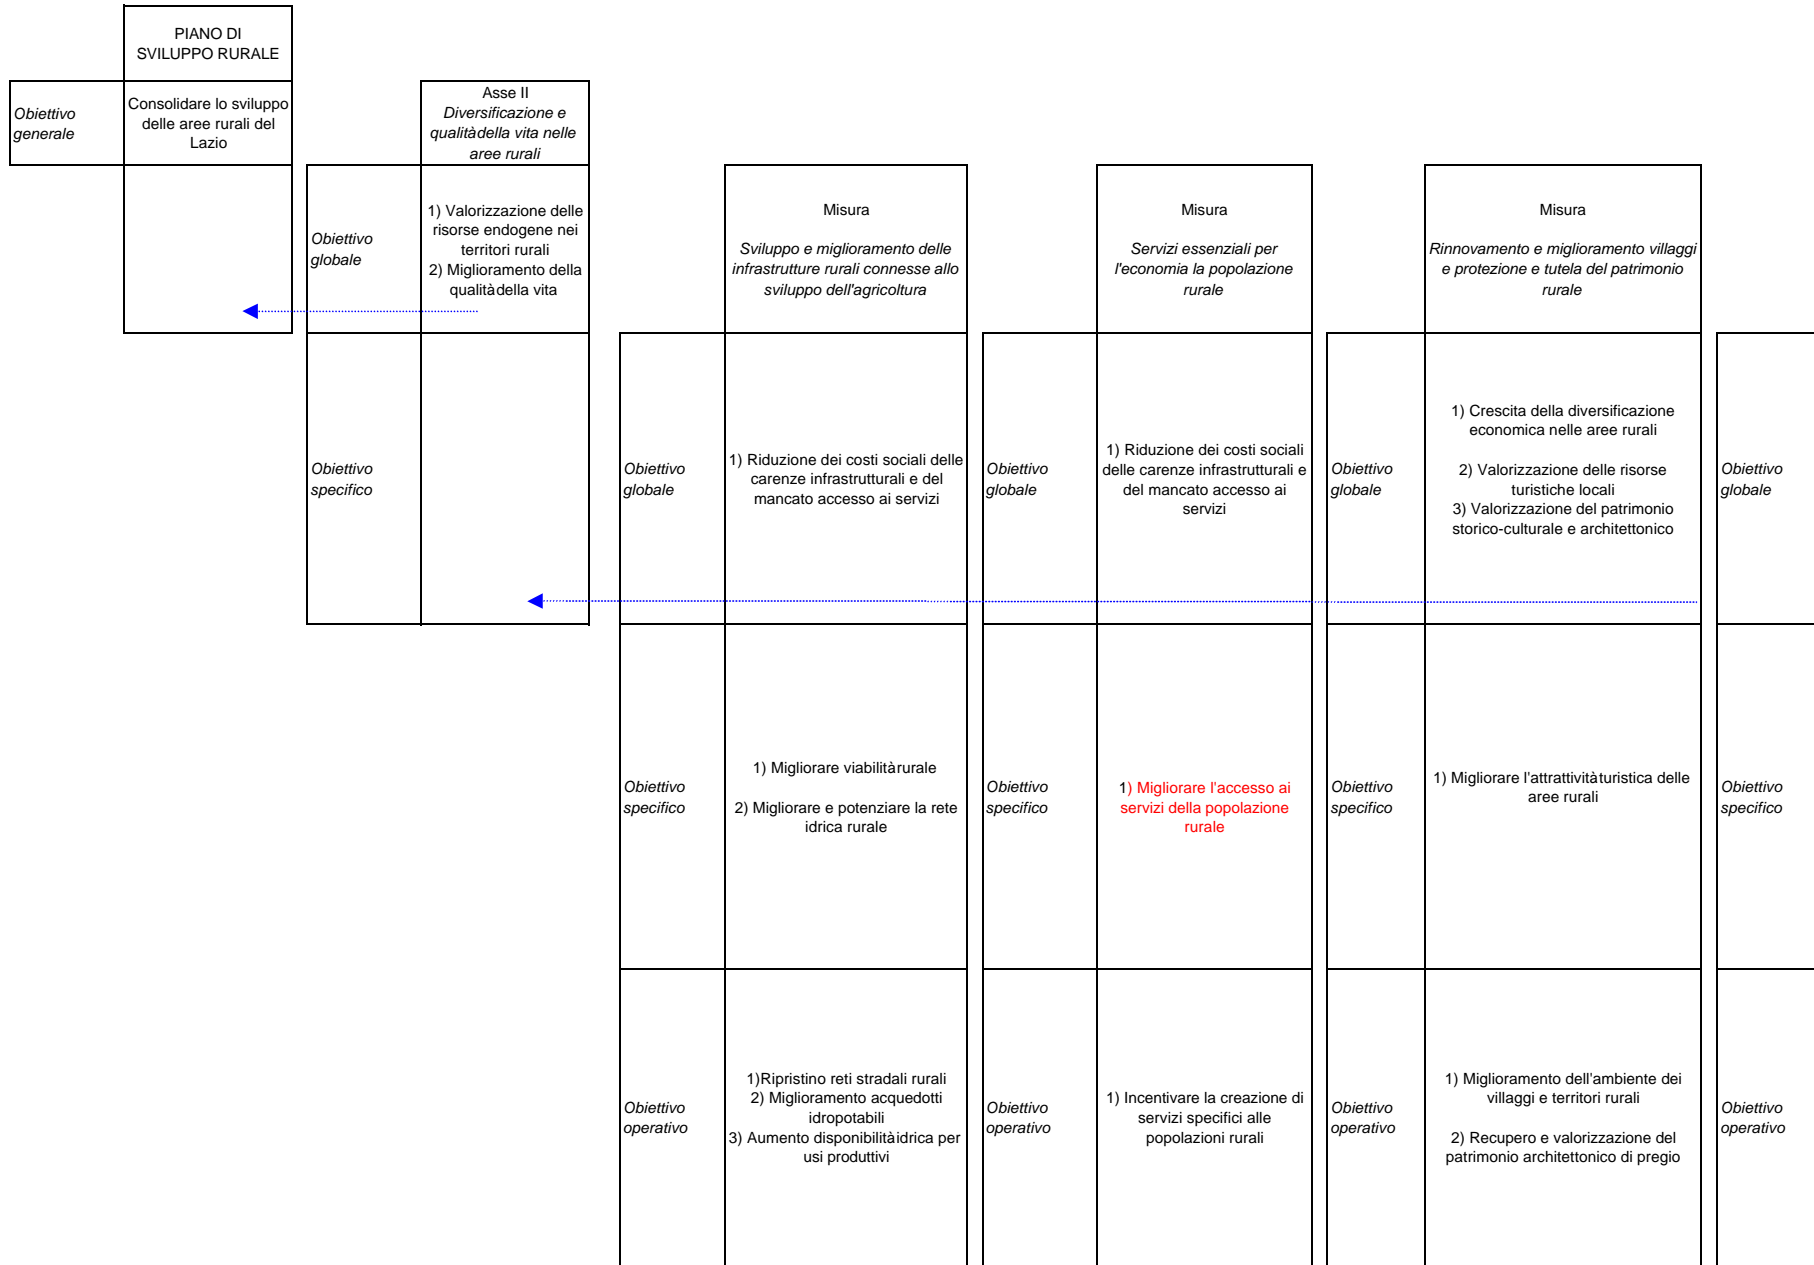 PIANO DI
SVILUPPO RURALE
Obiettivo
generale
Consolidare lo sviluppo
delle aree rurali del
Lazio
Asse II
Diversificazione e
qualità della vita nelle
aree rurali
Obiettivo
globale
1) Valorizzazione delle
risorse endogene nei
territori rurali
2) Miglioramento della
qualità della vita
Misura
Sviluppo e miglioramento delle
infrastrutture rurali connesse allo
sviluppo dell'agricoltura
Misura
Servizi essenziali per
l'economia la popolazione
rurale
Misura
Rinnovamento e miglioramento villaggi
e protezione e tutela del patrimonio
rurale
Obiettivo
specifico
Obiettivo
globale
1) Riduzione dei costi sociali delle
carenze infrastrutturali e del
mancato accesso ai servizi
Obiettivo
globale
1) Riduzione dei costi sociali
delle carenze infrastrutturali e
del mancato accesso ai
servizi
Obiettivo
globale
1) Crescita della diversificazione
economica nelle aree rurali
2) Valorizzazione delle risorse
turistiche locali
3) Valorizzazione del patrimonio
storico-culturale e architettonico
Obiettivo
globale
Obiettivo
specifico
1) Migliorare viabilità rurale
2) Migliorare e potenziare la rete
idrica rurale
Obiettivo
specifico
1) Migliorare l'accesso ai
servizi della popolazione
rurale
Obiettivo
specifico
1) Migliorare l'attrattività turistica delle
aree rurali
Obiettivo
specifico
Obiettivo
operativo
1)Ripristino reti stradali rurali
2) Miglioramento acquedotti
idropotabili
3) Aumento disponibilità idrica per
usi produttivi
Obiettivo
operativo
1) Incentivare la creazione di
servizi specifici alle
popolazioni rurali
Obiettivo
operativo
1) Miglioramento dell'ambiente dei
villaggi e territori rurali
2) Recupero e valorizzazione del
patrimonio architettonico di pregio
Obiettivo
operativo